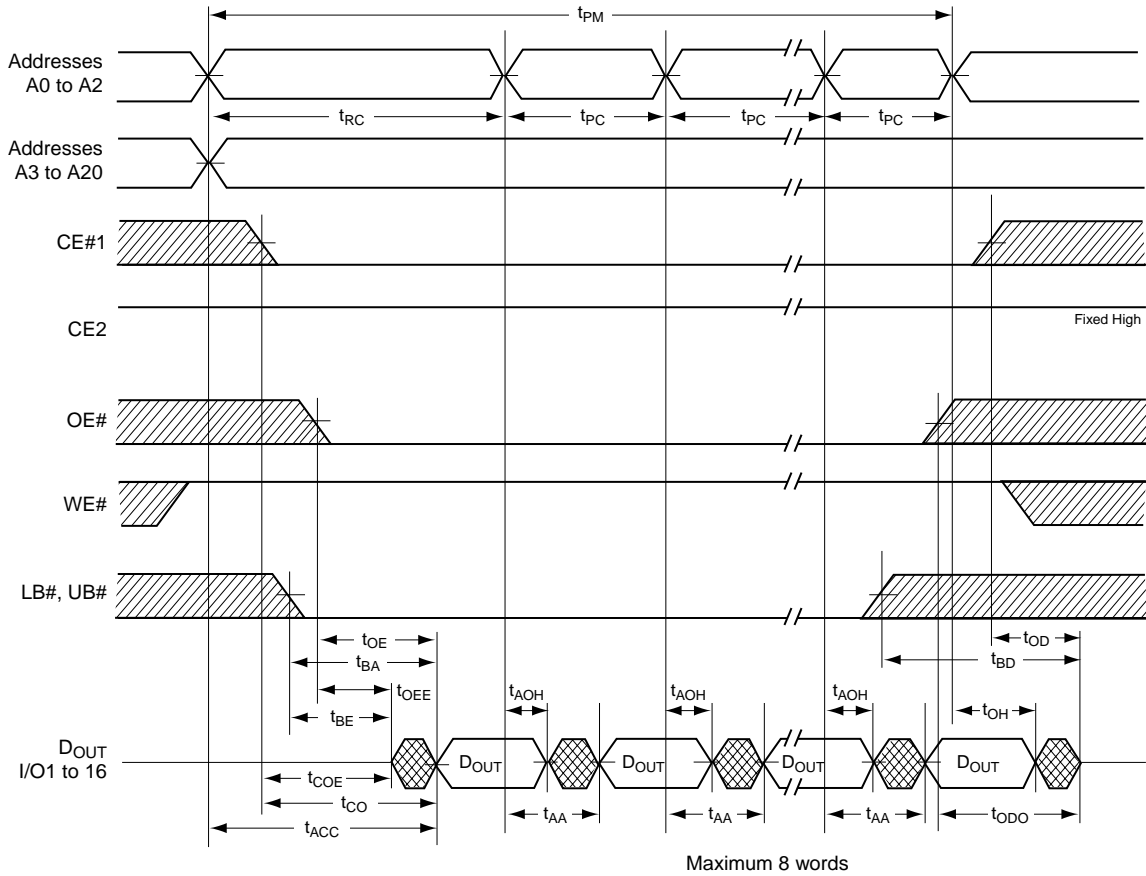 tPM
Addresses
A0 to A2
tRC
tPC
tPC
tPC
Addresses
A3 to A20
CE#1
CE2
Fixed High
OE#
WE#
LB#, UB#
tOE
tOD
tBA
tBD
tOEE
tAOH
tAOH
tAOH
tBE
tOH
DOUT
I/O1 to 16
DOUT
DOUT
DOUT
DOUT
tCOE
tCO
tAA
tAA
tAA
tODO
tACC
Maximum 8 words